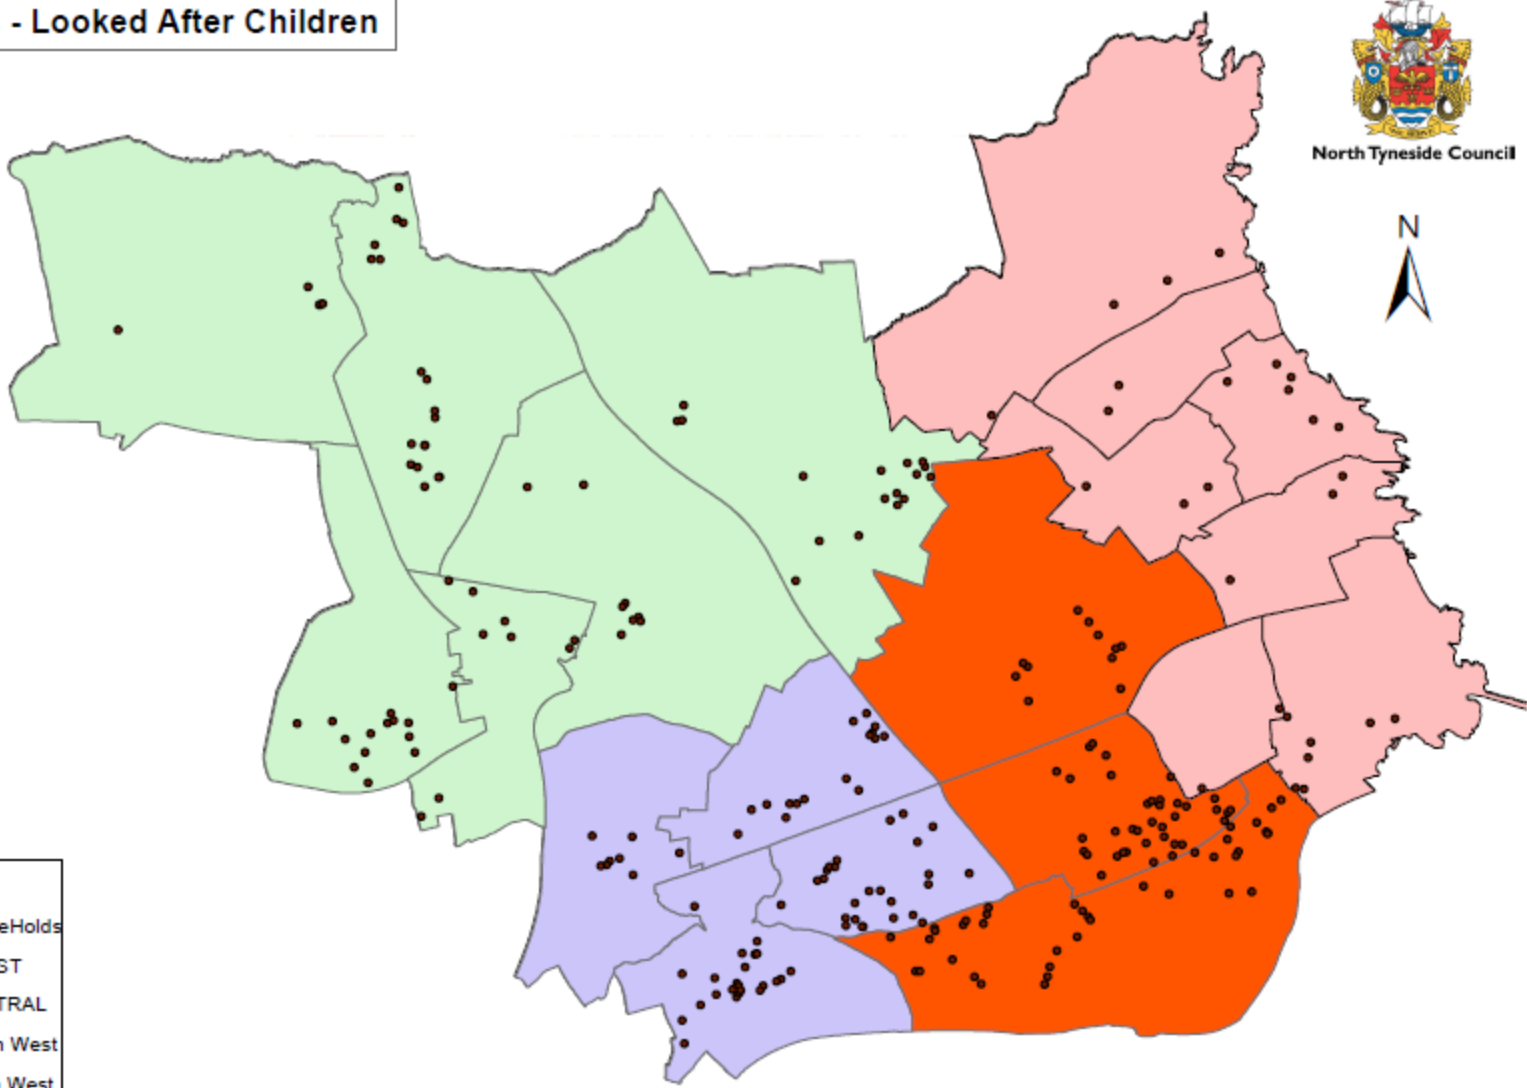 - Looked After Children
North Tyneside Council
N
eHolds
ST
TRAL
n West
West